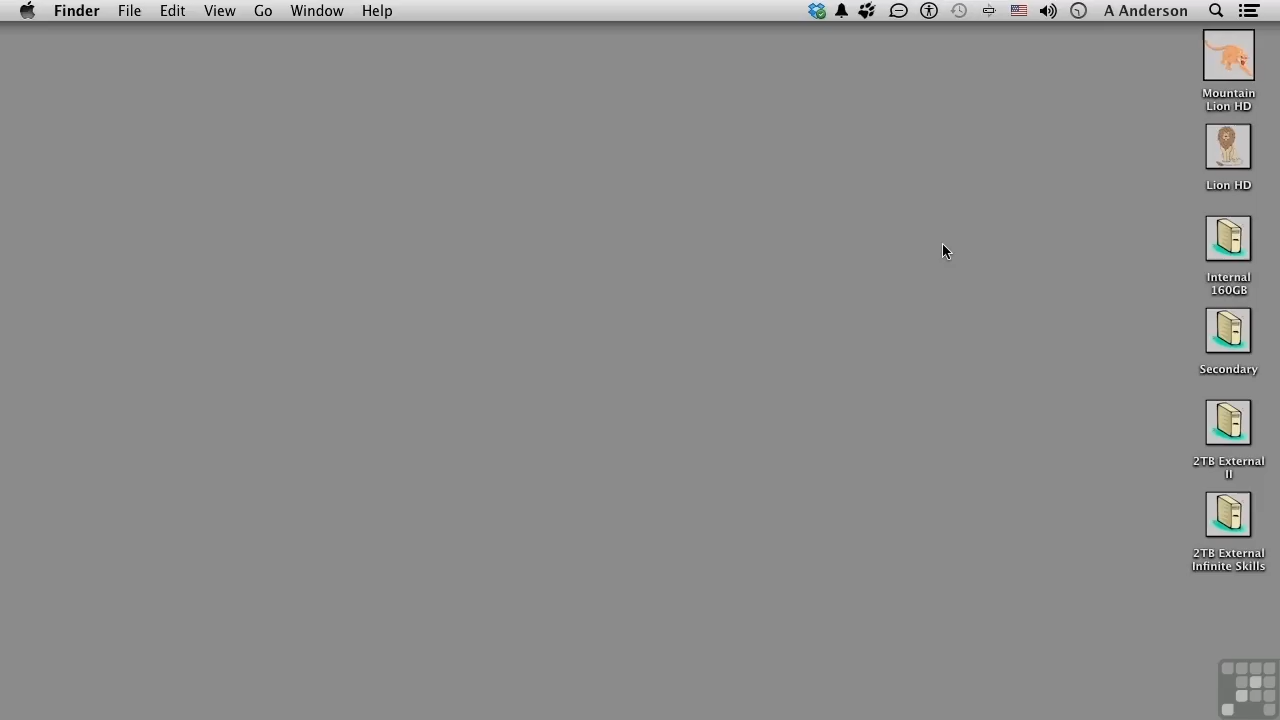 Finder File Edit View Go Window Help A Anderson
Mountain
Lion HD
Lion HD
Internal
160GB
Secondary
2TB External
II
2TB External
Infinite Skills